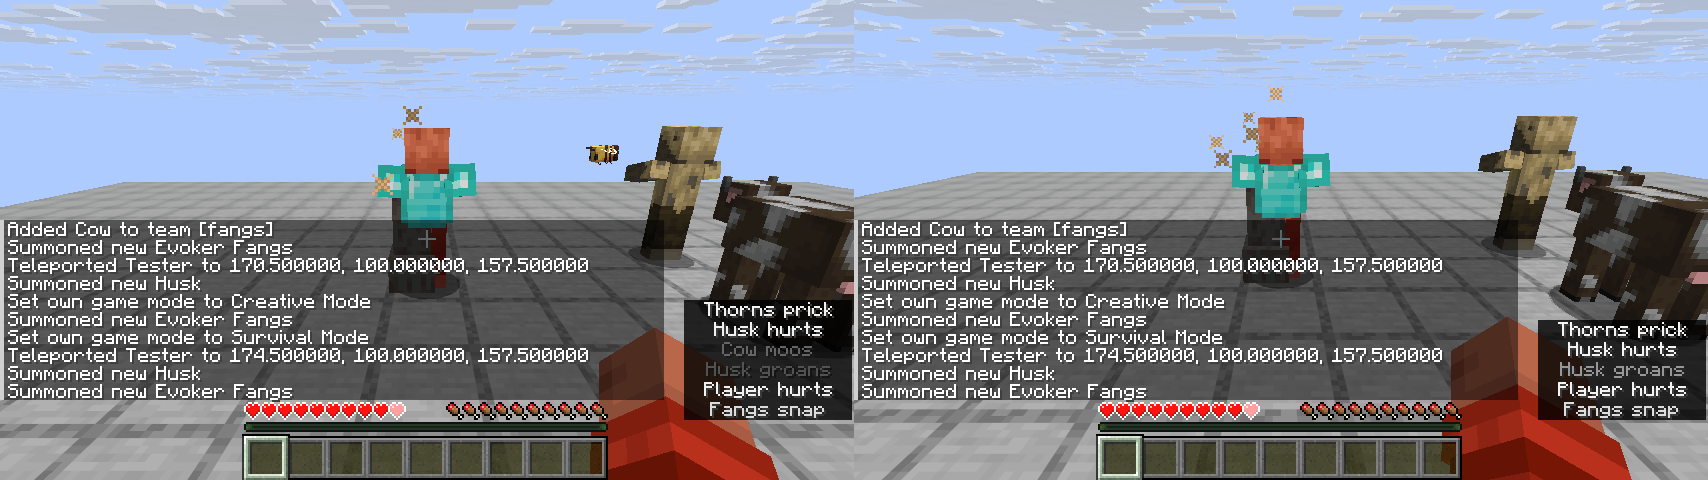 Added Cow to team [fangs]
Summoned new Evoker Fangs
Teleported Tester to 170.500000, 100.000000, 157.500000
Summoned new Husk
Set own game mode to Creative Mode
Summoned new Evoker Fangs
Set own game mode to Survival Mode
Teleported Tester to 174.500000, 100.000000, 157.500000
Summoned new Husk
Summoned new Evoker Fangs
Thorns prick
Husk hurts
Cow moos
Husk groans
Player hurts
Fangs snap
Added Cow to team [fangs]
Summoned new Evoker Fangs
Teleported Tester to 170.500000, 100.000000, 157.500000
Summoned new Husk
Set own game mode to Creative Mode
Summoned new Evoker Fangs
Set own game mode to Survival Mode
Teleported Tester to 174.500000, 100.000000, 157.500000
Summoned new Husk
Summoned new Evoker Fangs
Thorns prick
Husk hurts
Husk groans
Player hurts
Fangs snap